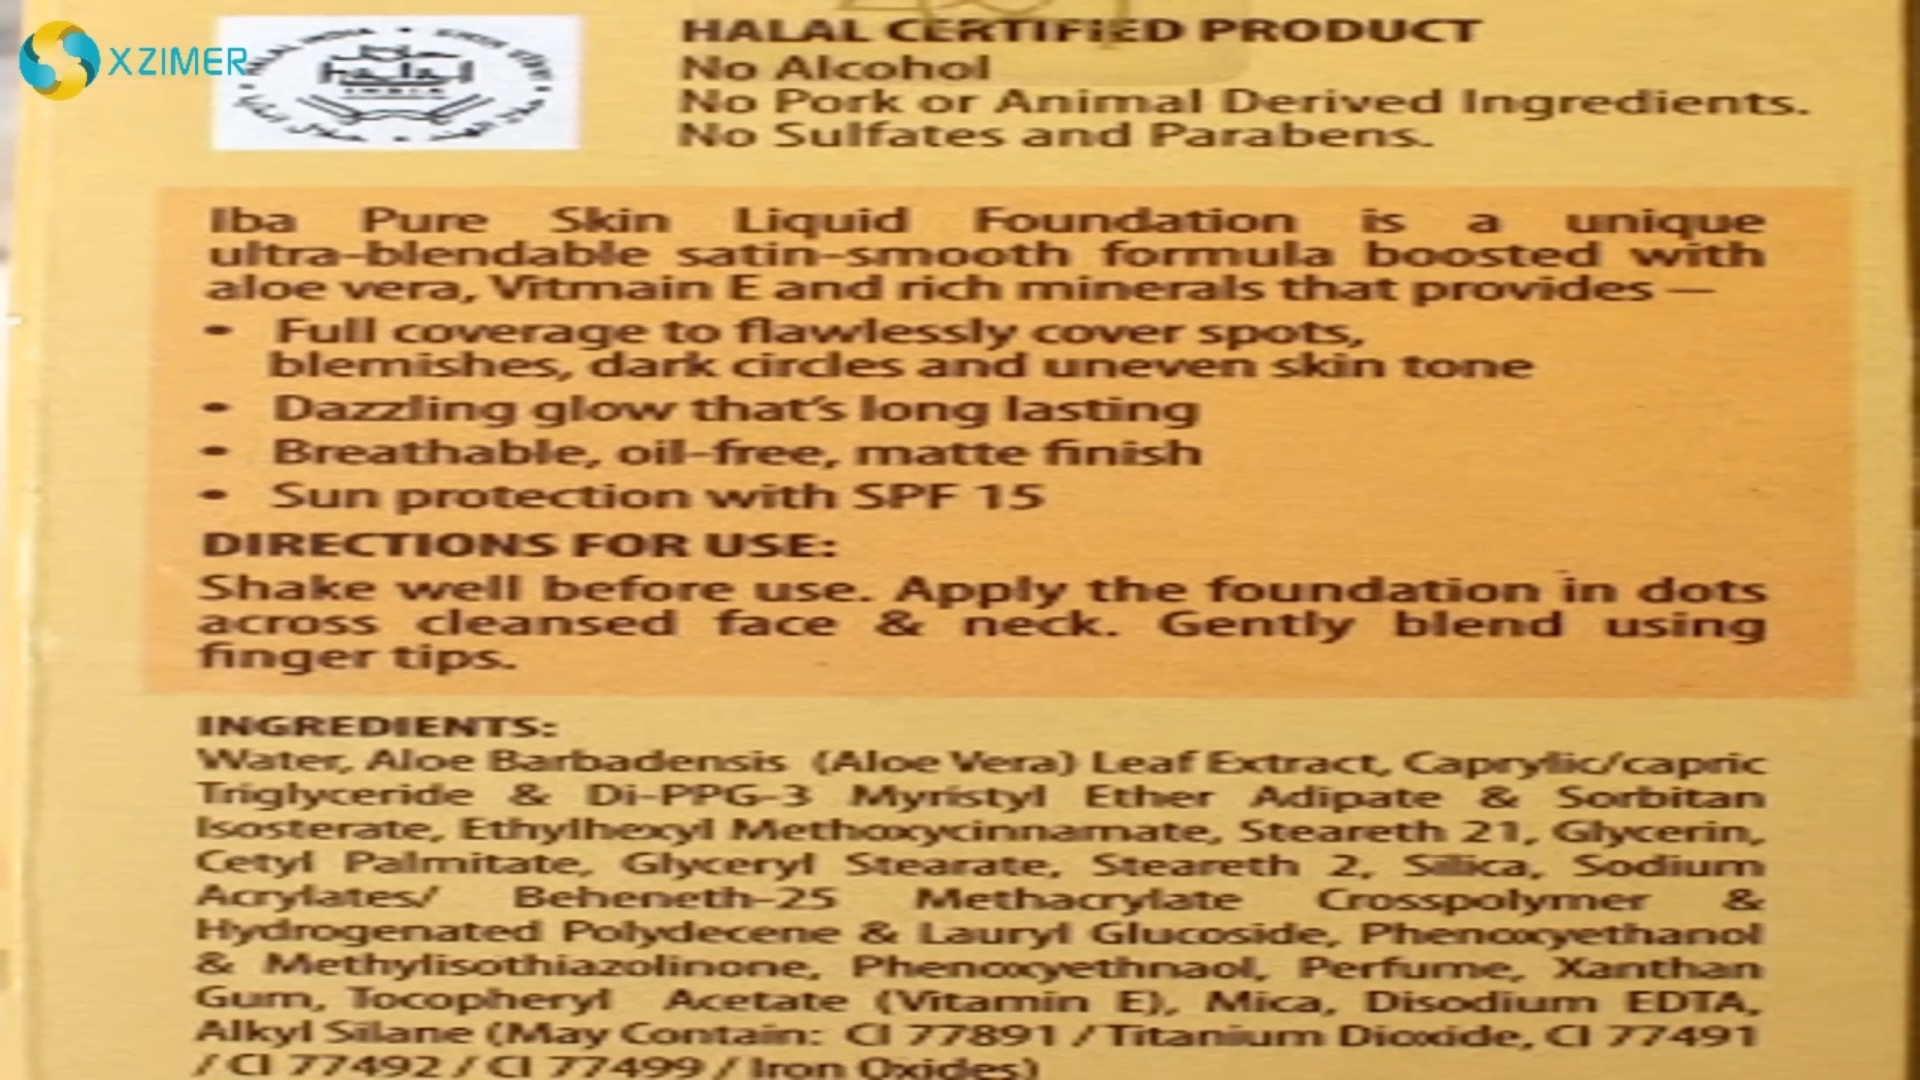 XZIMER
HALAL INDIA
halal
INDIA
HALAL CERTIFIED PRODUCT
No Alcohol
No Pork or Animal Derived Ingredients.
No Sulfates and Parabens.
Iba Pure Skin Liquid Foundation is a unique
ultra-blendable satin-smooth formula boosted with
aloe vera, Vitmain E and rich minerals that provides —
• Full coverage to flawlessly cover spots,
blemishes, dark circles and uneven skin tone
• Dazzling glow that's long lasting
• Breathable, oil-free, matte finish
• Sun protection with SPF 15
DIRECTIONS FOR USE:
Shake well before use. Apply the foundation in dots
across cleansed face & neck. Gently blend using
finger tips.
INGREDIENTS:
Water, Aloe Barbadensis (Aloe Vera) Leaf Extract, Caprylic/capric
Triglyceride & Di-PPG-3 Myristyl Ether Adipate & Sorbitan
Isosterate, Ethylhexyl Methoxycinnamate, Steareth 21, Glycerin,
Cetyl Palmitate, Glyceryl Stearate, Steareth 2, Silica, Sodium
Acrylates/ Beheneth-25 Methacrylate Crosspolymer &
Hydrogenated Polydecene & Lauryl Glucoside, Phenoxyethanol
& Methylisothiazolinone, Phenoxyethnaol, Perfume, Xanthan
Gum, Tocopheryl Acetate (Vitamin E), Mica, Disodium EDTA,
Alkyl Silane (May Contain: CI 77891 / Titanium Dioxide, CI 77491
/ CI 77492 / CI 77499 / Iron Oxides)